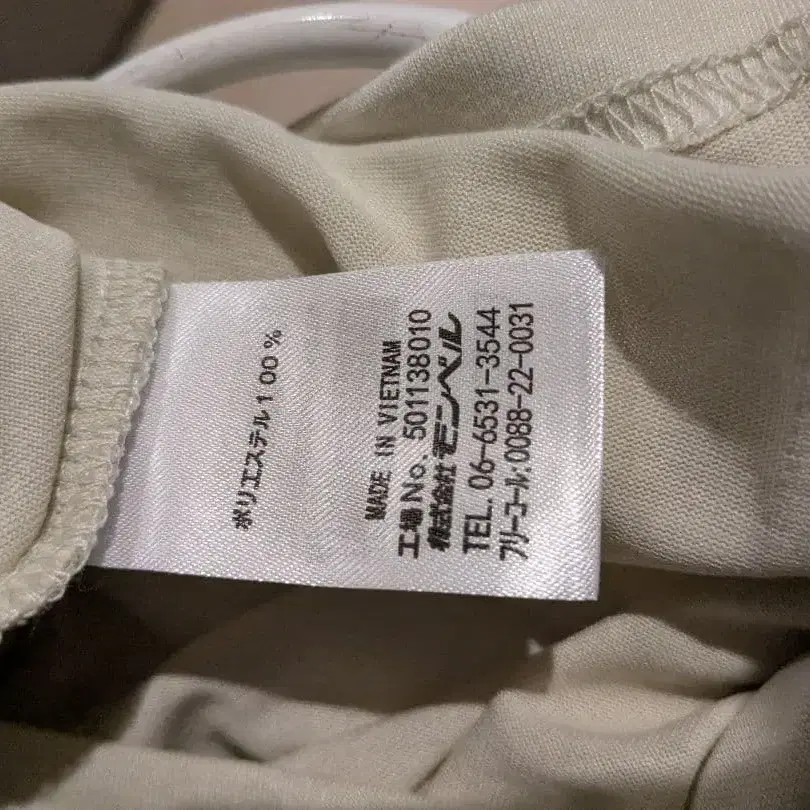 ポリエステル100%
MADE IN VIETNAM
工場No. 501138010
株式会社モンベル
TEL. 06-6531-3544
フリーコール:0088-22-0031